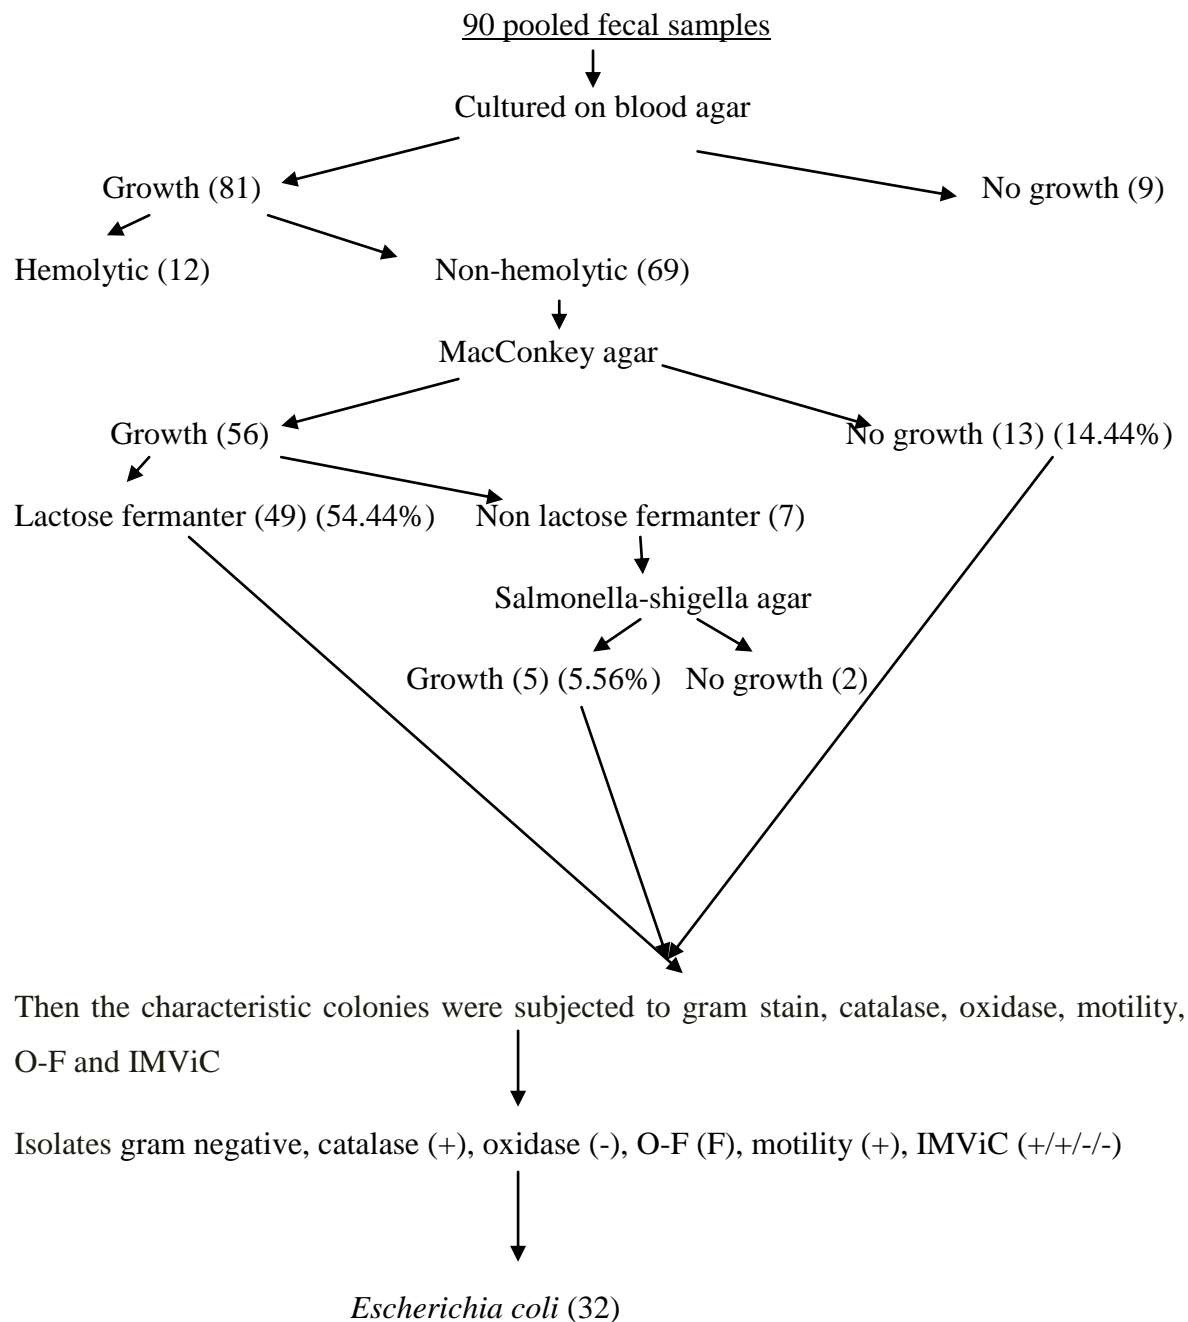 90 pooled fecal samples
Cultured on blood agar
Growth (81)
No growth (9)
Hemolytic (12)
Non-hemolytic (69)
MacConkey agar
Growth (56)
No growth (13) (14.44%)
Lactose fermanter (49) (54.44%)
Non lactose fermanter (7)
Salmonella-shigella agar
Growth (5) (5.56%)
No growth (2)
Then the characteristic colonies were subjected to gram stain, catalase, oxidase, motility,
O-F and IMViC
Isolates gram negative, catalase (+), oxidase (-), O-F (F), motility (+), IMViC (+/+/-/-)
Escherichia coli (32)